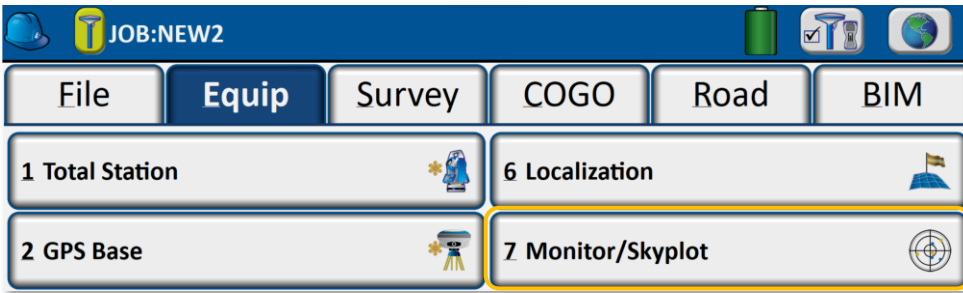 JOB:NEW2
File Equip Survey COGO Road BIM
1 Total Station
6 Localization
2 GPS Base
7 Monitor/Skyplot